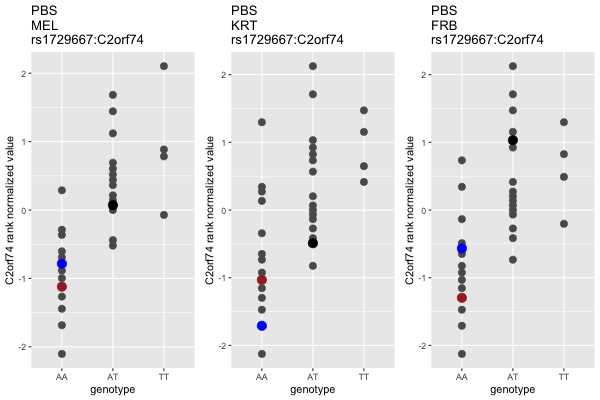 PBS
MEL
rs1729667:C2orf74
C2orf74 rank normalized value
2
1
0
-1
-2
AA AT TT
genotype
PBS
KRT
rs1729667:C2orf74
C2orf74 rank normalized value
2
1
0
-1
-2
AA AT TT
genotype
PBS
FRB
rs1729667:C2orf74
C2orf74 rank normalized value
2
1
0
-1
-2
AA AT TT
genotype